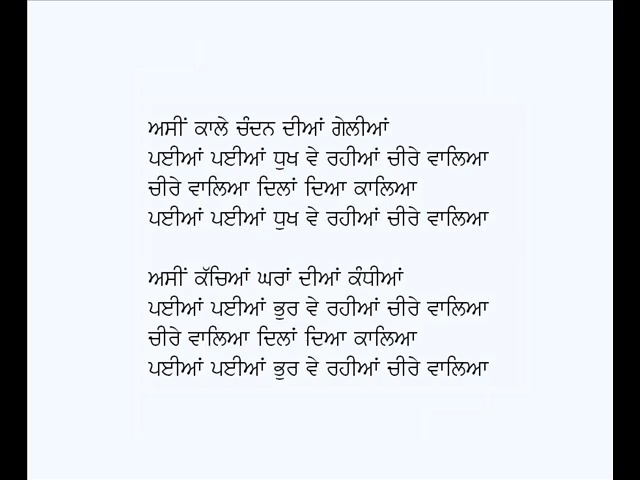 ਅਸੀਂ ਕਾਲੇ ਚੰਦਨ ਦੀਆਂ ਗੇਲੀਆਂ
ਪਈਆਂ ਪਈਆਂ ਧੁਖ ਵੇ ਰਹੀਆਂ ਚੀਰੇ ਵਾਲਿਆ
ਚੀਰੇ ਵਾਲਿਆ ਦਿਲਾਂ ਦਿਆ ਕਾਲਿਆ
ਪਈਆਂ ਪਈਆਂ ਧੁਖ ਵੇ ਰਹੀਆਂ ਚੀਰੇ ਵਾਲਿਆ
ਅਸੀਂ ਕੱਚਿਆਂ ਘਰਾਂ ਦੀਆਂ ਕੰਧੀਆਂ
ਪਈਆਂ ਪਈਆਂ ਭੁਰ ਵੇ ਰਹੀਆਂ ਚੀਰੇ ਵਾਲਿਆ
ਚੀਰੇ ਵਾਲਿਆ ਦਿਲਾਂ ਦਿਆ ਕਾਲਿਆ
ਪਈਆਂ ਪਈਆਂ ਭੁਰ ਵੇ ਰਹੀਆਂ ਚੀਰੇ ਵਾਲਿਆ